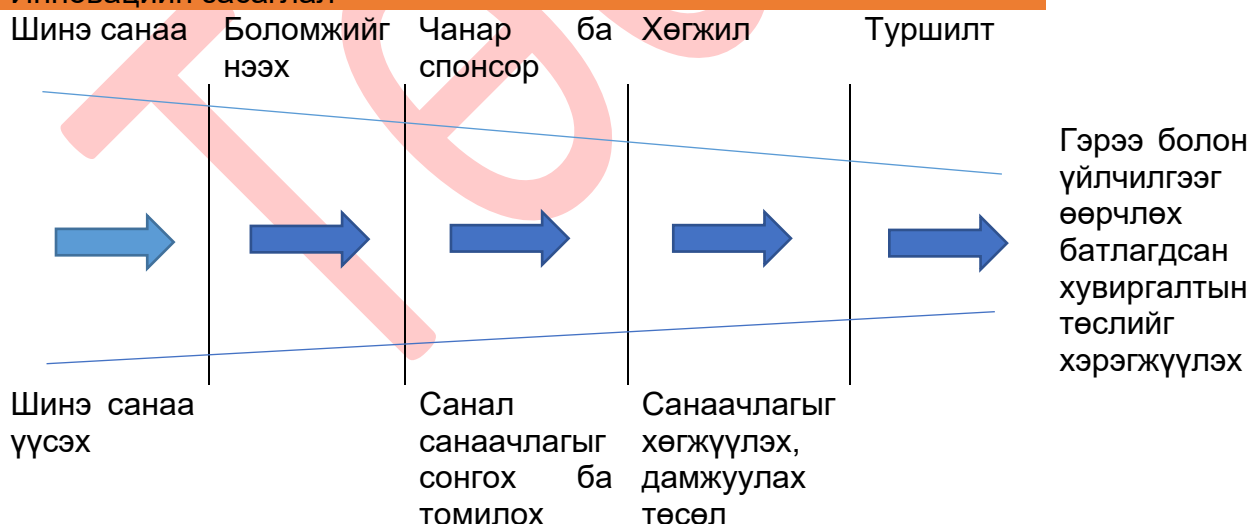 Шинэ санаа
Боломжийг
нээх
Чанар ба
спонсор
Хөгжил
Туршилт
Гэрээ болон
үйлчилгээг
өөрчлөх
батлагдсан
хувиргалтын
төслийг
хэрэгжүүлэх
Шинэ санаа
үүсэх
Санал
санаачлагыг
сонгох ба
томилох
Санаачлагыг
хөгжүүлэх,
дамжуулах
төсөл